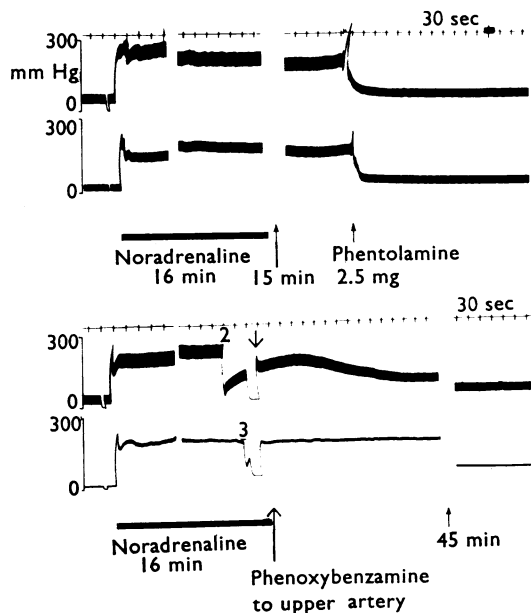 30 sec
300
mm Hg
0
300
0
Noradrenaline
16 min
15 min
Phentolamine
2.5 mg
30 sec
300
2
0
300
3
0
Noradrenaline
16 min
45 min
Phenoxybenzamine
to upper artery